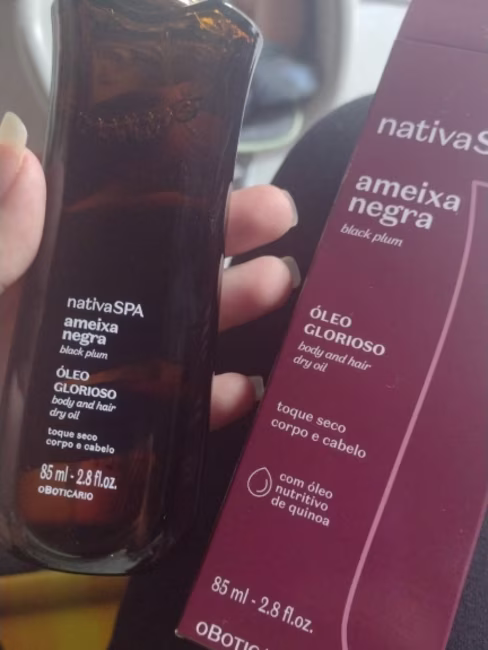 nativaSPA
ameixa
negra
black plum
ÓLEO
GLORIOSO
body and hair
dry oil
toque seco
corpo e cabelo
85 ml - 2.8 fl.oz.
oBOTICÁRIO
nativaS
ameixa
negra
black plum
ÓLEO
GLORIOSO
body and hair
dry oil
toque seco
corpo e cabelo
com óleo
nutritivo
de quinoa
85 ml - 2.8 fl.oz.
oBOTICÁ